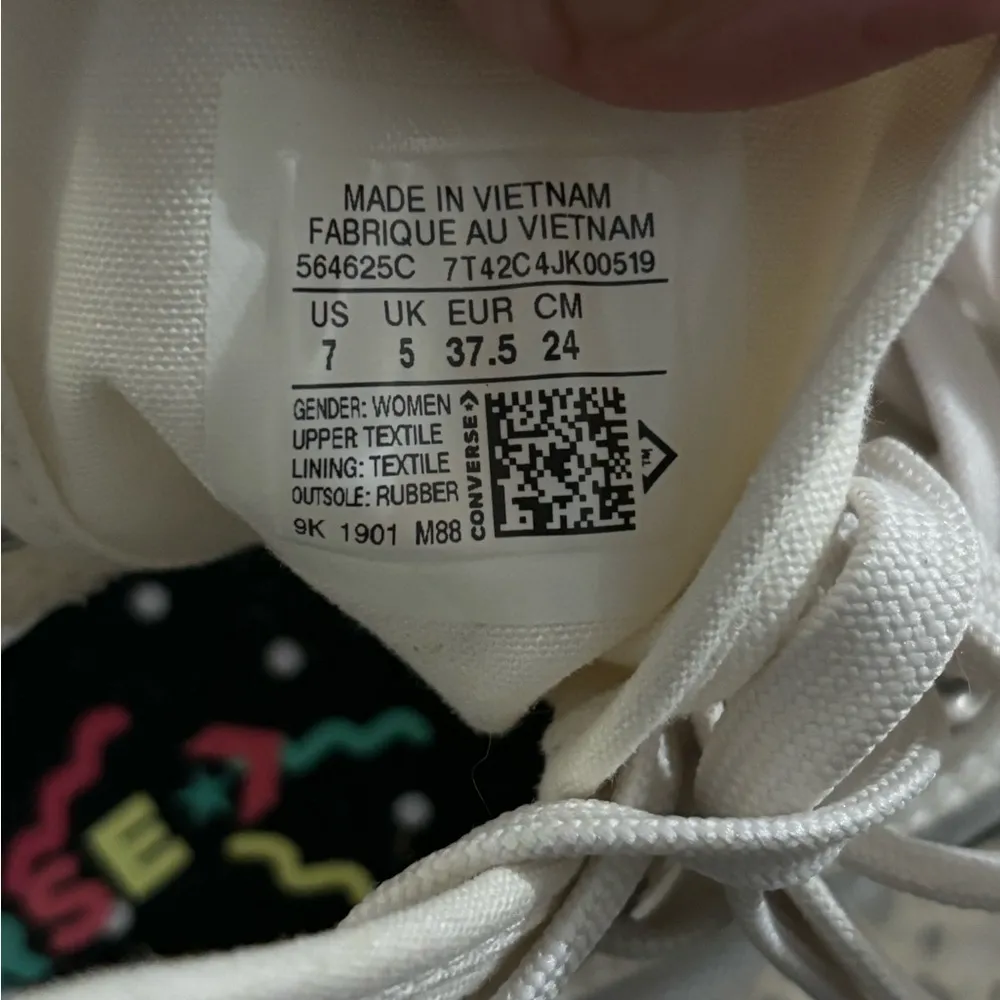 MADE IN VIETNAM
FABRIQUE AU VIETNAM
564625C 7T42C4JK00519
US UK EUR CM
7 5 37.5 24
GENDER: WOMEN
UPPER TEXTILE
LINING: TEXTILE
OUTSOLE: RUBBER
9K 1901 M88
CONVERSE
TM